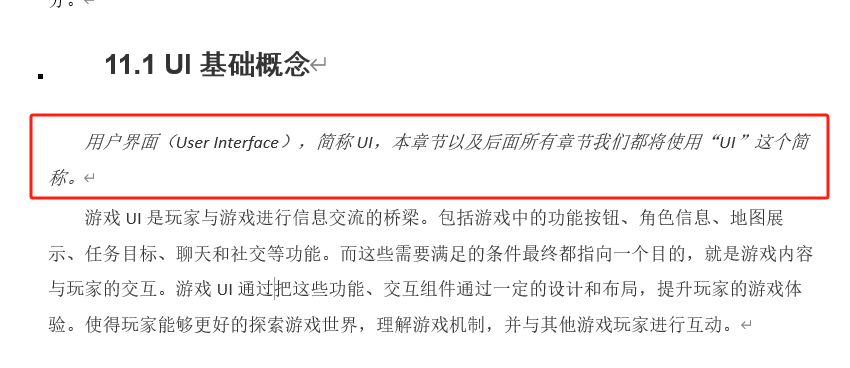 11.1 UI 基础概念
用户界面（User Interface），简称 UI，本章节以及后面所有章节我们都将使用“UI”这个简
称。
游戏 UI 是玩家与游戏进行信息交流的桥梁。包括游戏中的功能按钮、角色信息、地图展
示、任务目标、聊天和社交等功能。而这些需要满足的条件最终都指向一个目的，就是游戏内容
与玩家的交互。游戏 UI 通过把这些功能、交互组件通过一定的设计和布局，提升玩家的游戏体
验。使得玩家能够更好的探索游戏世界，理解游戏机制，并与其他游戏玩家进行互动。